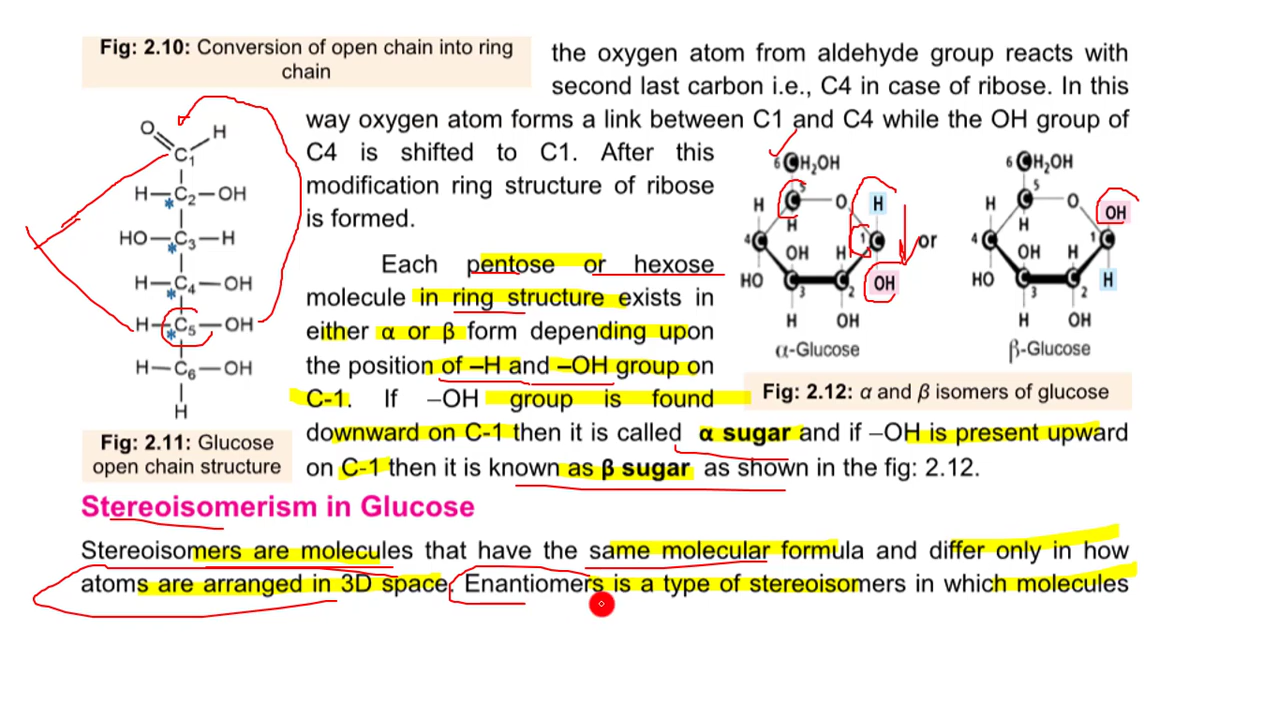 Fig: 2.10: Conversion of open chain into ring
chain
the oxygen atom from aldehyde group reacts with
second last carbon i.e., C4 in case of ribose. In this
way oxygen atom forms a link between C1 and C4 while the OH group of
C4 is shifted to C1. After this
modification ring structure of ribose
is formed.
Each pentose or hexose
molecule in ring structure exists in
either α or β form depending upon
the position of –H and –OH group on
C-1. If –OH group is found
downward on C-1 then it is called α sugar and if –OH is present upward
on C-1 then it is known as β sugar as shown in the fig: 2.12.
O H
C1
H–C2–OH
*
HO–C3–H
*
H–C4–OH
*
H–C5–OH
*
H–C6–OH
H
Fig: 2.11: Glucose
open chain structure
6 CH₂OH
5
H C O H
H
4 C OH H 1 C
or
HO C C OH
3 2
H OH
α-Glucose
6 CH₂OH
5
H C O OH
H
4 C OH H 1 C
HO C C H
3 2
H OH
β-Glucose
Fig: 2.12: α and β isomers of glucose
Stereoisomerism in Glucose
Stereoisomers are molecules that have the same molecular formula and differ only in how
atoms are arranged in 3D space. Enantiomers is a type of stereoisomers in which molecules